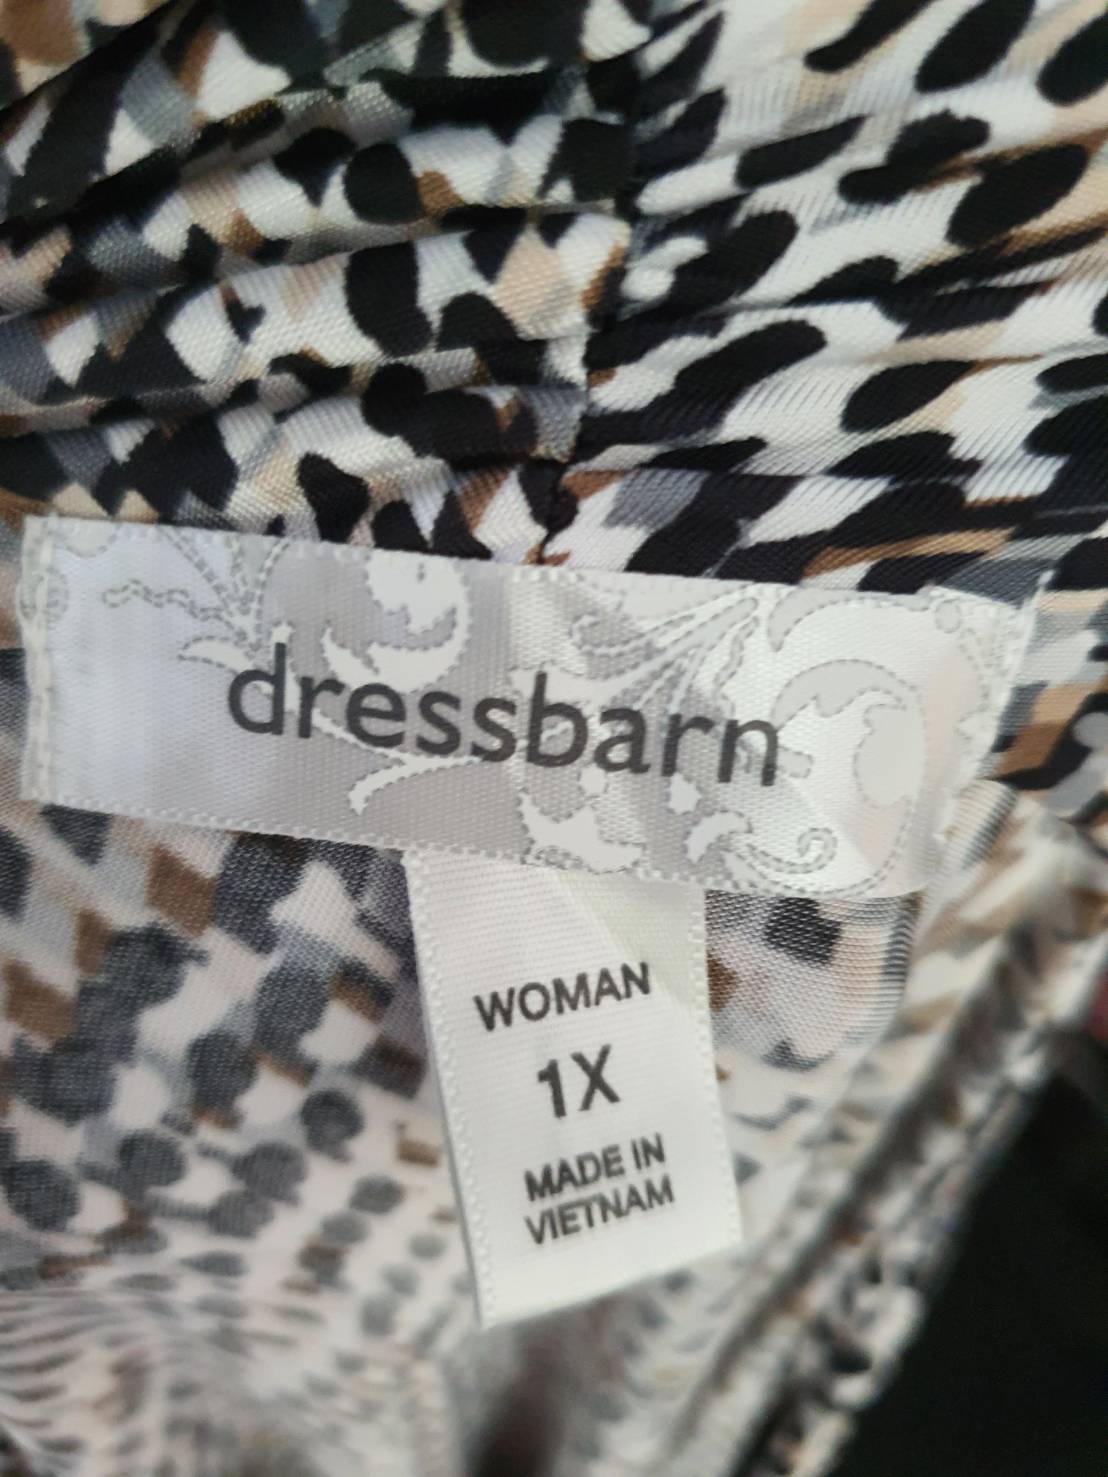 dressbarn
WOMAN
1X
MADE IN
VIETNAM